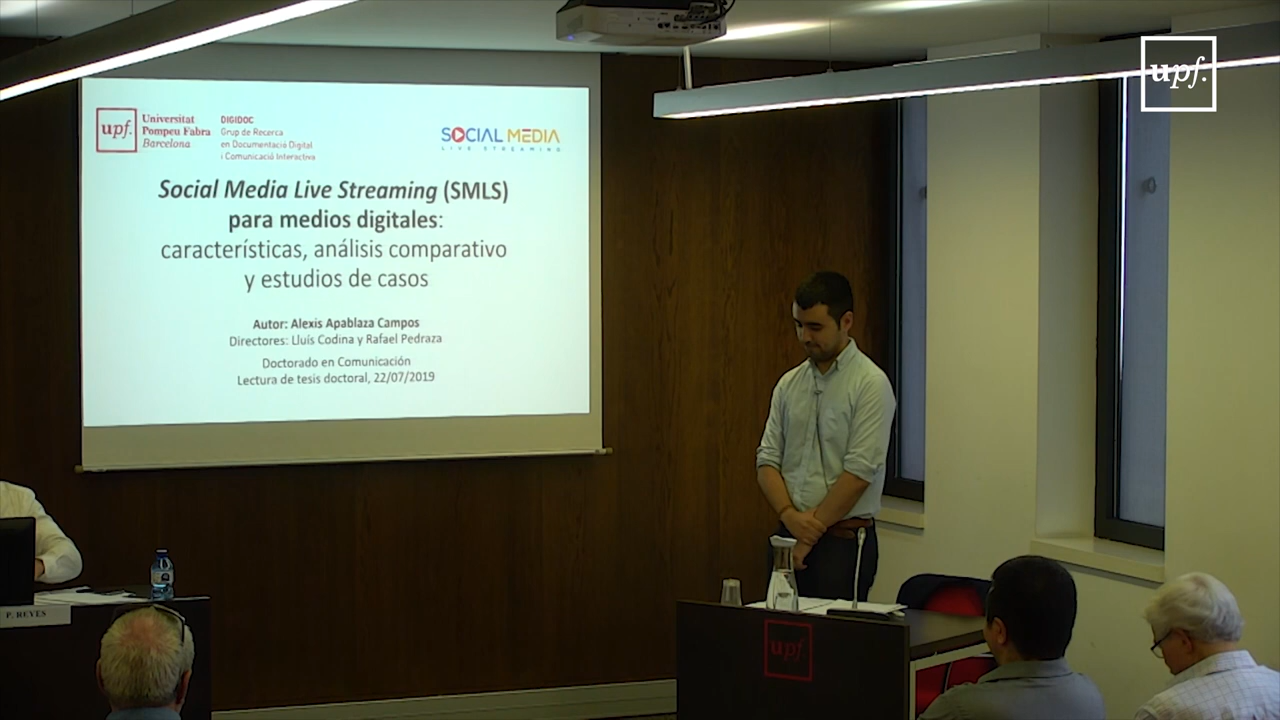 upf.
Universitat
Pompeu Fabra
Barcelona
DIGIDOC
Grup de Recerca
en Documentació Digital
i Comunicació Interactiva
SOCIAL MEDIA
LIVE STREAMING
Social Media Live Streaming (SMLS)
para medios digitales:
características, análisis comparativo
y estudios de casos
Autor: Alexis Apablaza Campos
Directores: Lluís Codina y Rafael Pedraza
Doctorado en Comunicación
Lectura de tesis doctoral, 22/07/2019
upf.
P. REYES
upf.